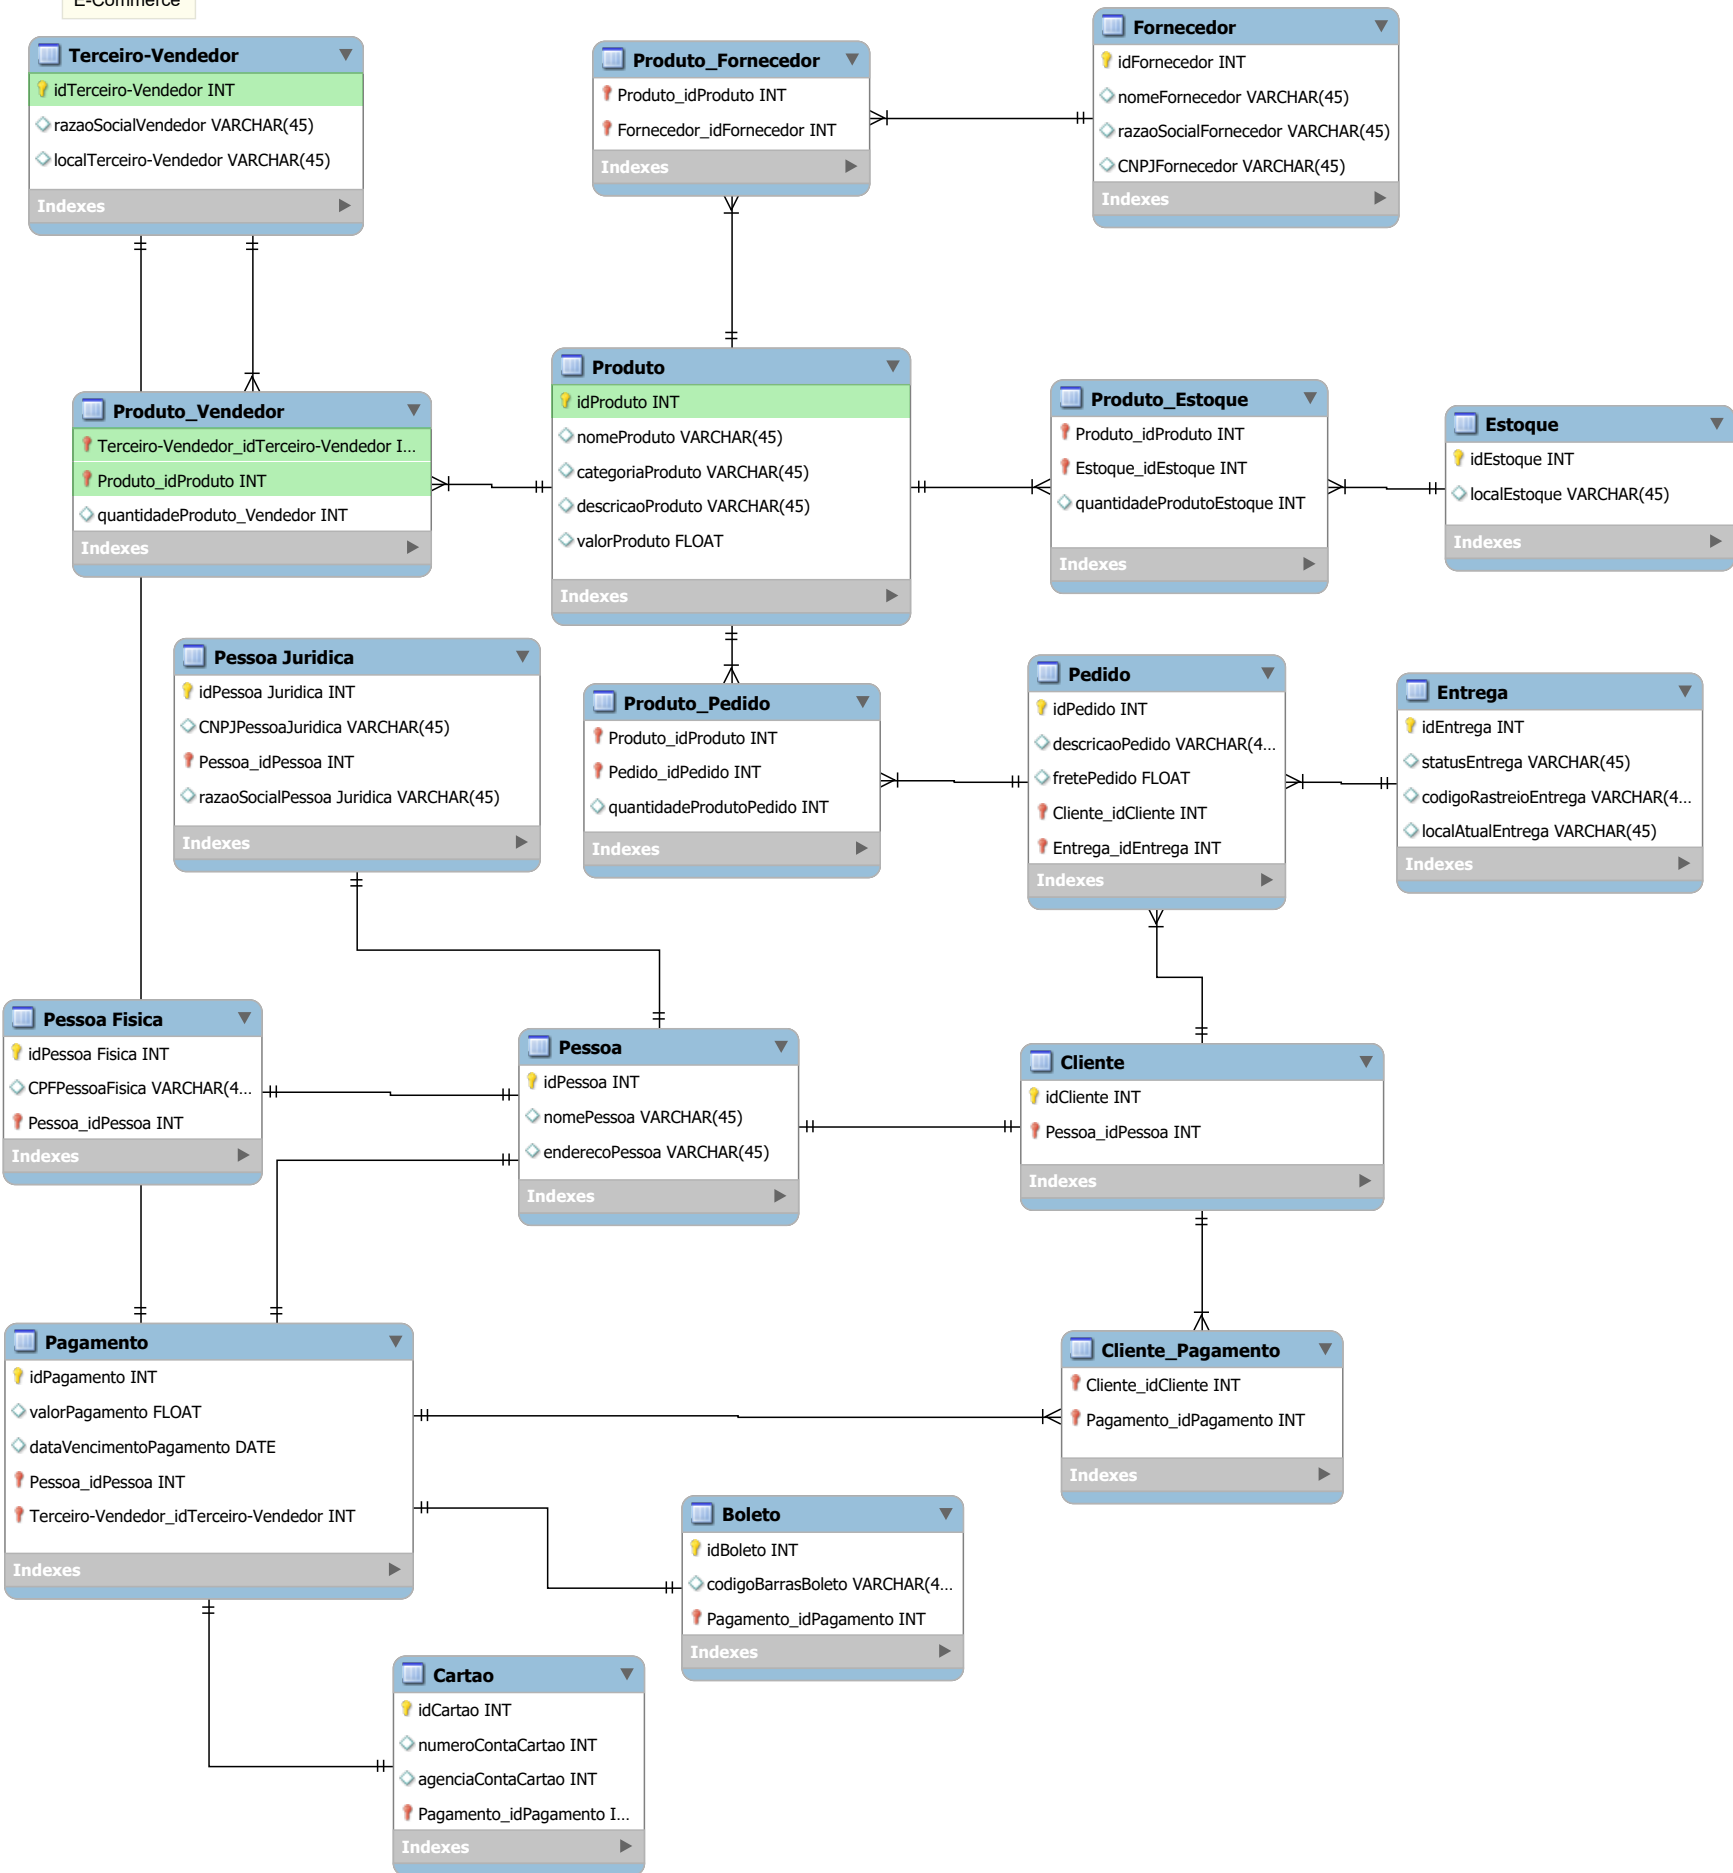 E-Commerce
Terceiro-Vendedor
idTerceiro-Vendedor INT
razaoSocialVendedor VARCHAR(45)
localTerceiro-Vendedor VARCHAR(45)
Indexes
Produto_Fornecedor
Produto_idProduto INT
Fornecedor_idFornecedor INT
Indexes
Fornecedor
idFornecedor INT
nomeFornecedor VARCHAR(45)
razaoSocialFornecedor VARCHAR(45)
CNPJFornecedor VARCHAR(45)
Indexes
Produto_Vendedor
Terceiro-Vendedor_idTerceiro-Vendedor I...
Produto_idProduto INT
quantidadeProduto_Vendedor INT
Indexes
Produto
idProduto INT
nomeProduto VARCHAR(45)
categoriaProduto VARCHAR(45)
descricaoProduto VARCHAR(45)
valorProduto FLOAT
Indexes
Produto_Estoque
Produto_idProduto INT
Estoque_idEstoque INT
quantidadeProdutoEstoque INT
Indexes
Estoque
idEstoque INT
localEstoque VARCHAR(45)
Indexes
Pessoa Juridica
idPessoa Juridica INT
CNPJPessoaJuridica VARCHAR(45)
Pessoa_idPessoa INT
razaoSocialPessoa Juridica VARCHAR(45)
Indexes
Produto_Pedido
Produto_idProduto INT
Pedido_idPedido INT
quantidadeProdutoPedido INT
Indexes
Pedido
idPedido INT
descricaoPedido VARCHAR(4...
fretePedido FLOAT
Cliente_idCliente INT
Entrega_idEntrega INT
Indexes
Entrega
idEntrega INT
statusEntrega VARCHAR(45)
codigoRastreioEntrega VARCHAR(4...
localAtualEntrega VARCHAR(45)
Indexes
Pessoa Fisica
idPessoa Fisica INT
CPFPessoaFisica VARCHAR(4...
Pessoa_idPessoa INT
Indexes
Pessoa
idPessoa INT
nomePessoa VARCHAR(45)
enderecoPessoa VARCHAR(45)
Indexes
Cliente
idCliente INT
Pessoa_idPessoa INT
Indexes
Pagamento
idPagamento INT
valorPagamento FLOAT
dataVencimentoPagamento DATE
Pessoa_idPessoa INT
Terceiro-Vendedor_idTerceiro-Vendedor INT
Indexes
Cliente_Pagamento
Cliente_idCliente INT
Pagamento_idPagamento INT
Indexes
Boleto
idBoleto INT
codigoBarrasBoleto VARCHAR(4...
Pagamento_idPagamento INT
Indexes
Cartao
idCartao INT
numeroContaCartao INT
agenciaContaCartao INT
Pagamento_idPagamento I...
Indexes